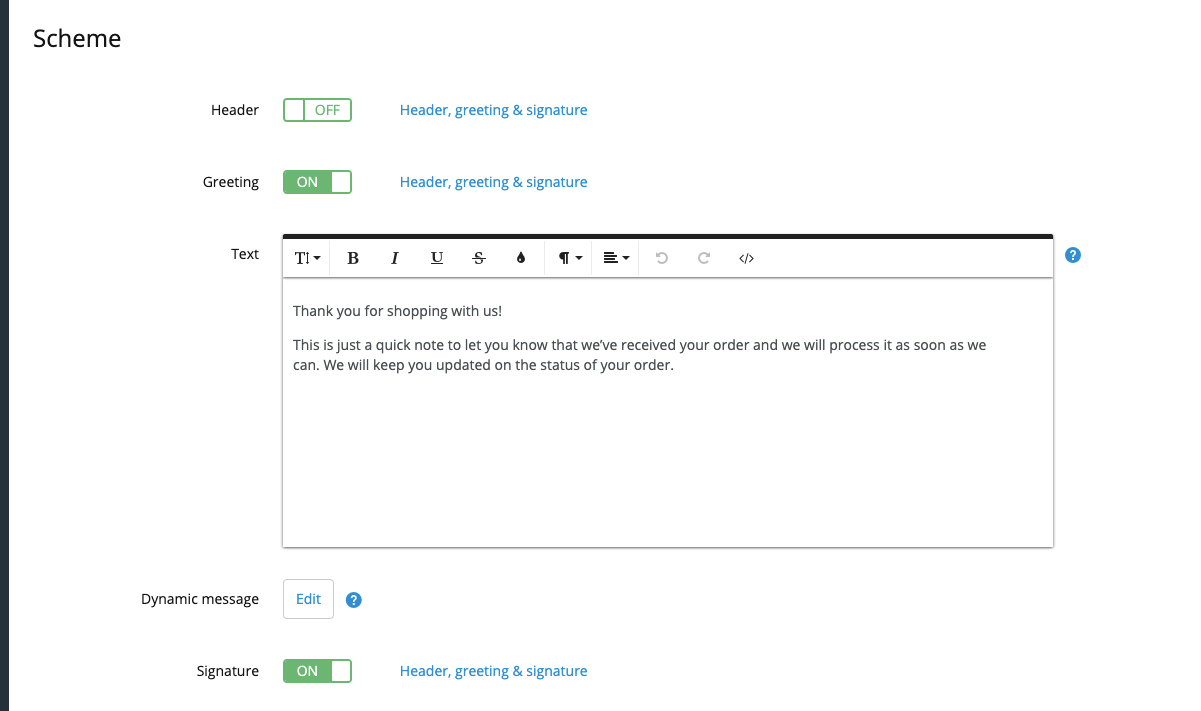 Scheme
Header OFF Header, greeting & signature
Greeting ON Header, greeting & signature
Text
Thank you for shopping with us!
This is just a quick note to let you know that we’ve received your order and we will process it as soon as we
can. We will keep you updated on the status of your order.
Dynamic message Edit
Signature ON Header, greeting & signature